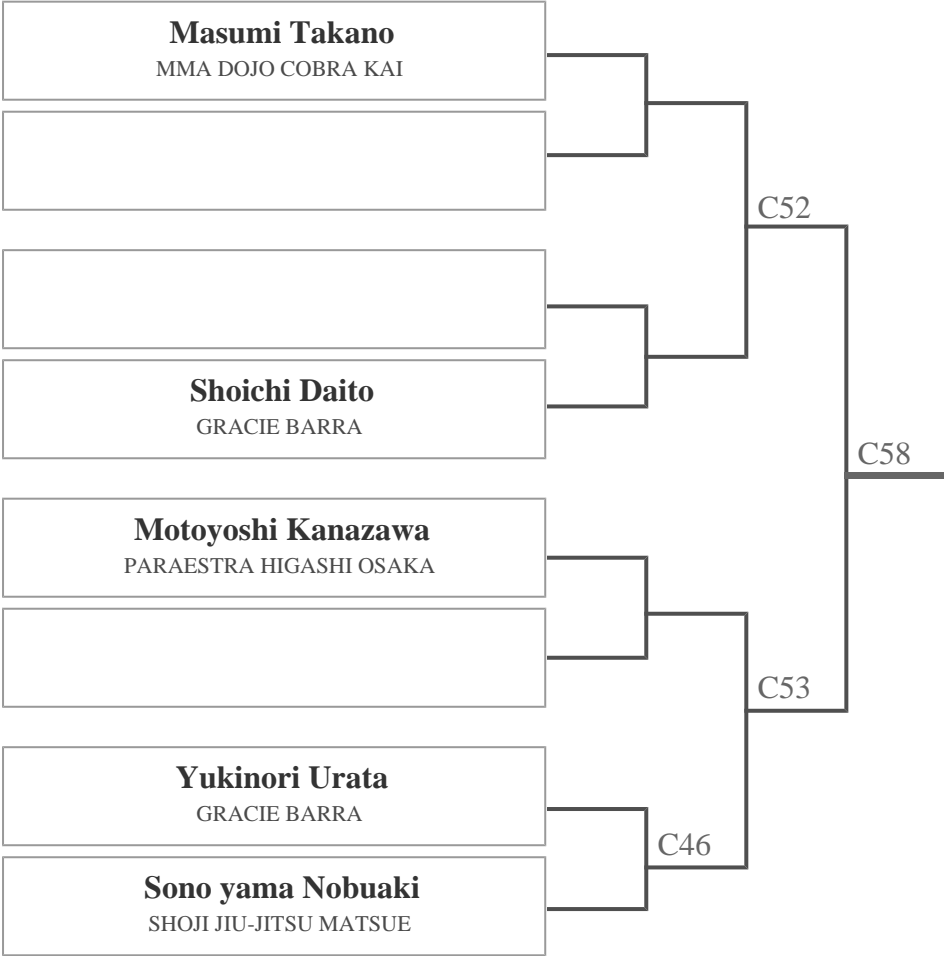 Masumi Takano
MMA DOJO COBRA KAI
C52
Shoichi Daito
GRACIE BARRA
C58
Motoyoshi Kanazawa
PARAESTRA HIGASHI OSAKA
C53
Yukinori Urata
GRACIE BARRA
C46
Sono yama Nobuaki
SHOJI JIU-JITSU MATSUE